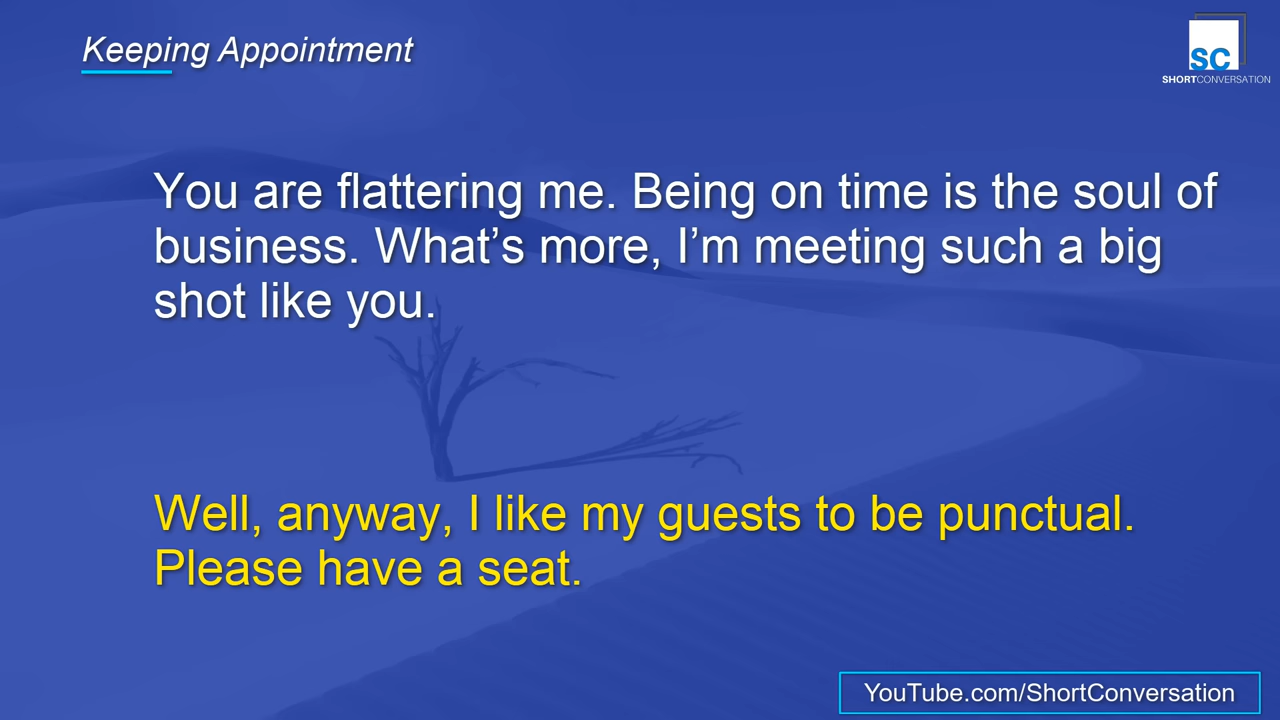 Keeping Appointment
SC
SHORTCONVERSATION
You are flattering me. Being on time is the soul of
business. What’s more, I’m meeting such a big
shot like you.
Well, anyway, I like my guests to be punctual.
Please have a seat.
YouTube.com/ShortConversation